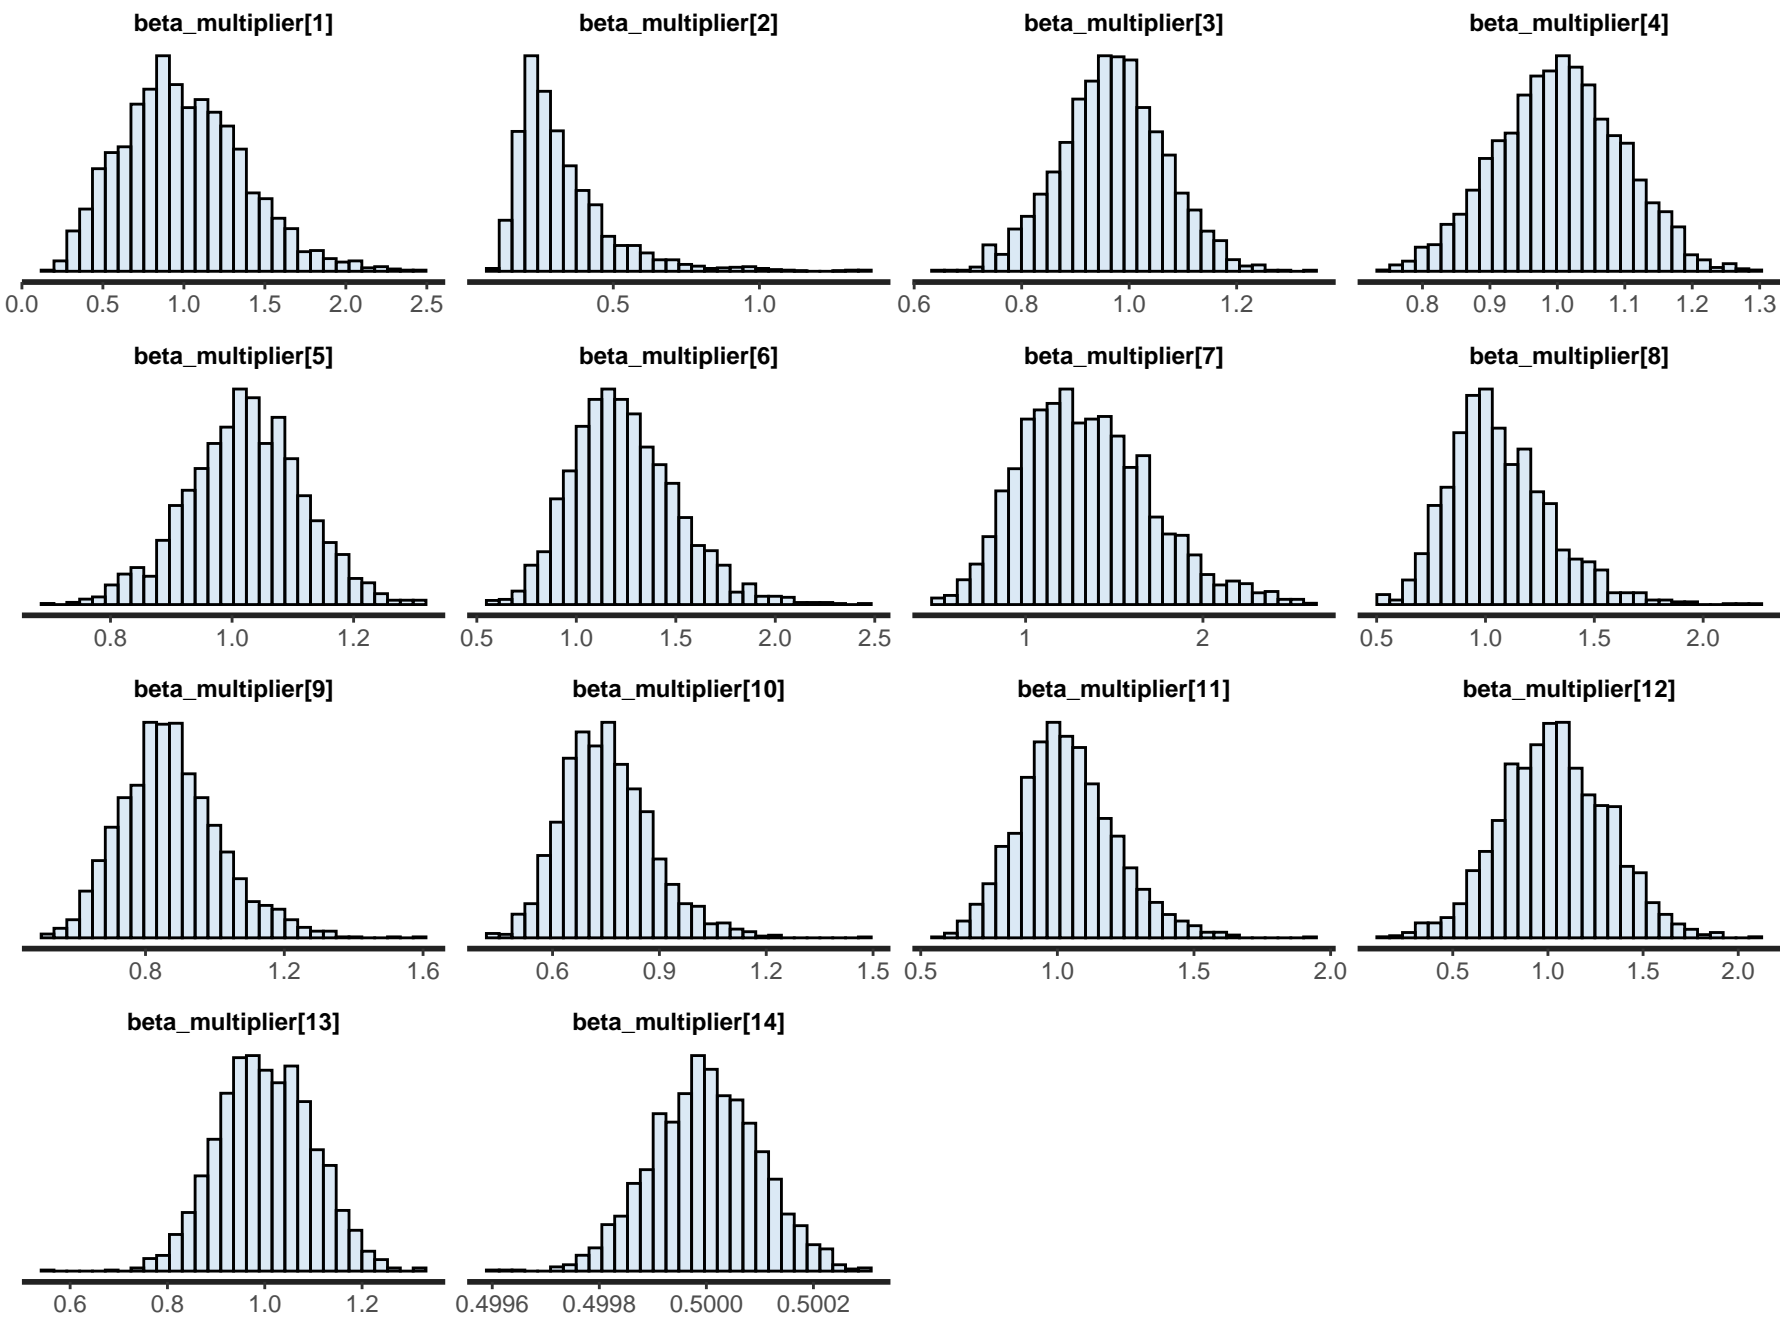 beta_multiplier[1] beta_multiplier[2] beta_multiplier[3] beta_multiplier[4]
0.0 0.5 1.0 1.5 2.0 2.5 0.5 1.0 0.6 0.8 1.0 1.2 0.8 0.9 1.0 1.1 1.2 1.3
beta_multiplier[5] beta_multiplier[6] beta_multiplier[7] beta_multiplier[8]
0.8 1.0 1.2 0.5 1.0 1.5 2.0 2.5 1 2 0.5 1.0 1.5 2.0
beta_multiplier[9] beta_multiplier[10] beta_multiplier[11] beta_multiplier[12]
0.8 1.2 1.6 0.6 0.9 1.2 1.5 0.5 1.0 1.5 2.0 0.5 1.0 1.5 2.0
beta_multiplier[13] beta_multiplier[14]
0.6 0.8 1.0 1.2 0.4996 0.4998 0.5000 0.5002